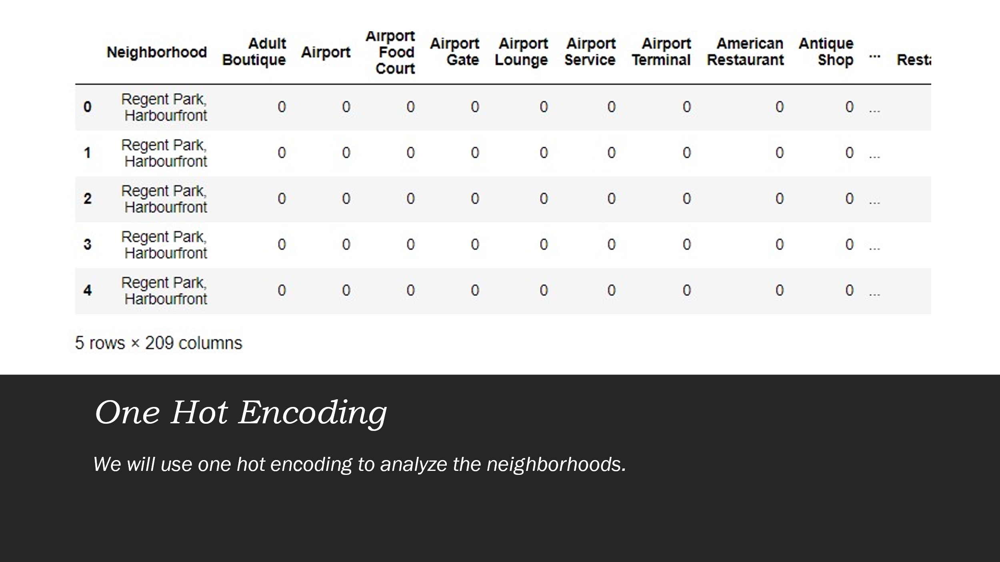 Neighborhood Adult Boutique Airport Airport Food Court Airport Gate Airport Lounge Airport Service Airport Terminal American Restaurant Antique Shop ...
0 Regent Park, Harbourfront 0 0 0 0 0 0 0 0 0 ...
1 Regent Park, Harbourfront 0 0 0 0 0 0 0 0 0 ...
2 Regent Park, Harbourfront 0 0 0 0 0 0 0 0 0 ...
3 Regent Park, Harbourfront 0 0 0 0 0 0 0 0 0 ...
4 Regent Park, Harbourfront 0 0 0 0 0 0 0 0 0 ...
5 rows × 209 columns
One Hot Encoding
We will use one hot encoding to analyze the neighborhoods.